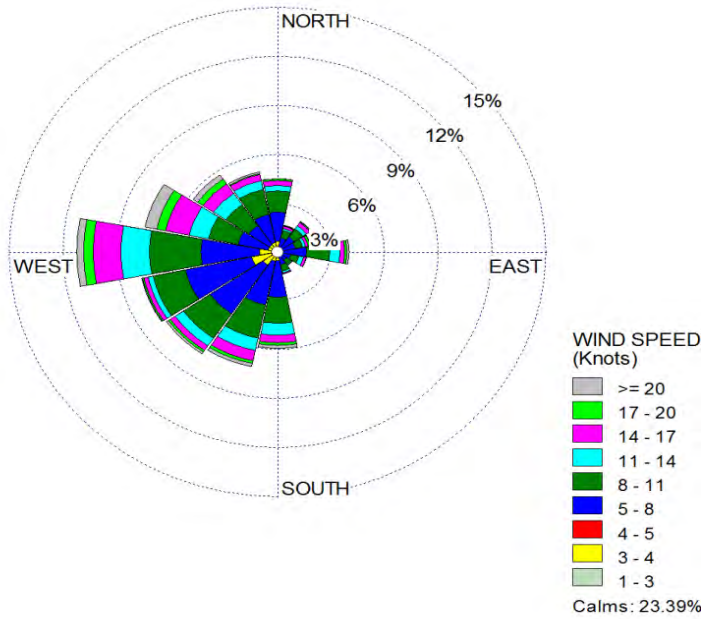 NORTH
15%
12%
9%
6%
3%
WEST
EAST
SOUTH
WIND SPEED
(Knots)
>= 20
17 - 20
14 - 17
11 - 14
8 - 11
5 - 8
4 - 5
3 - 4
1 - 3
Calms: 23.39%